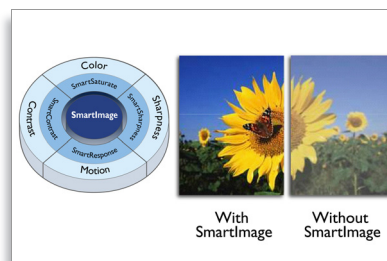 Color
SmartSaturate
SmartImage
Contrast
SmartContrast
SmartSharpness
Sharpness
SmartResponse
Motion
With
SmartImage
Without
SmartImage